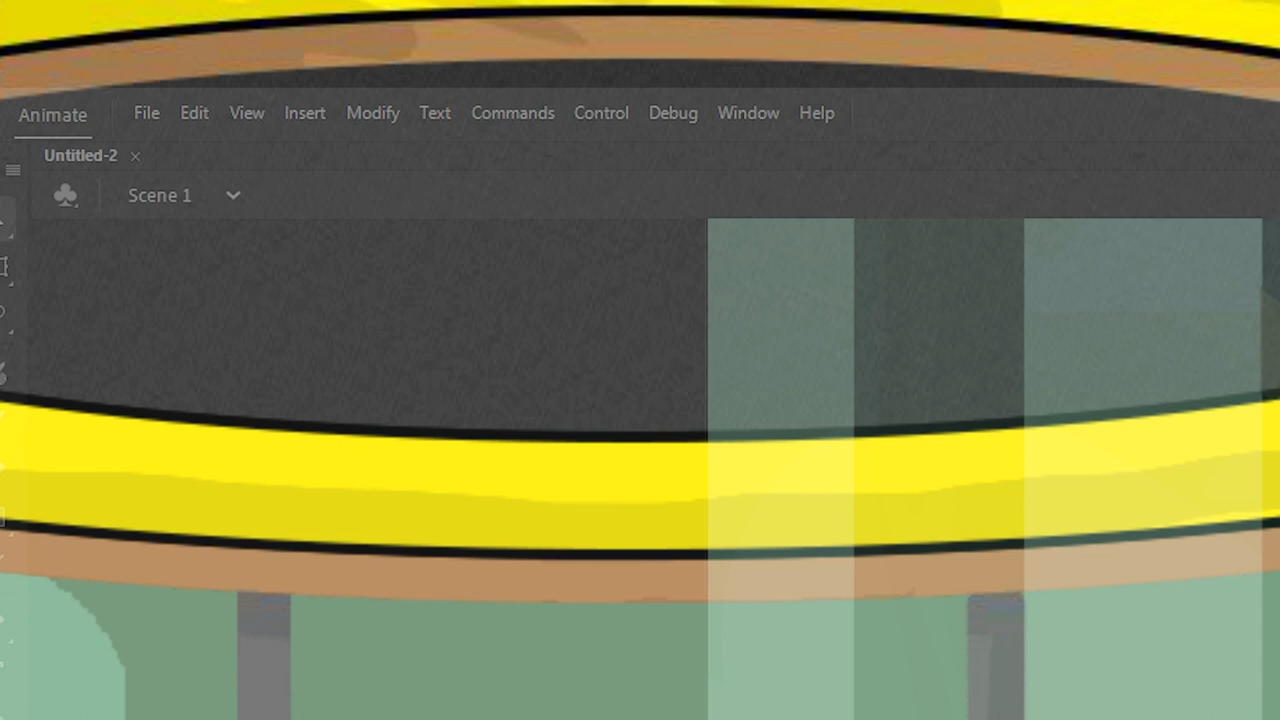 Animate File Edit View Insert Modify Text Commands Control Debug Window Help
Untitled-2 ×
Scene 1